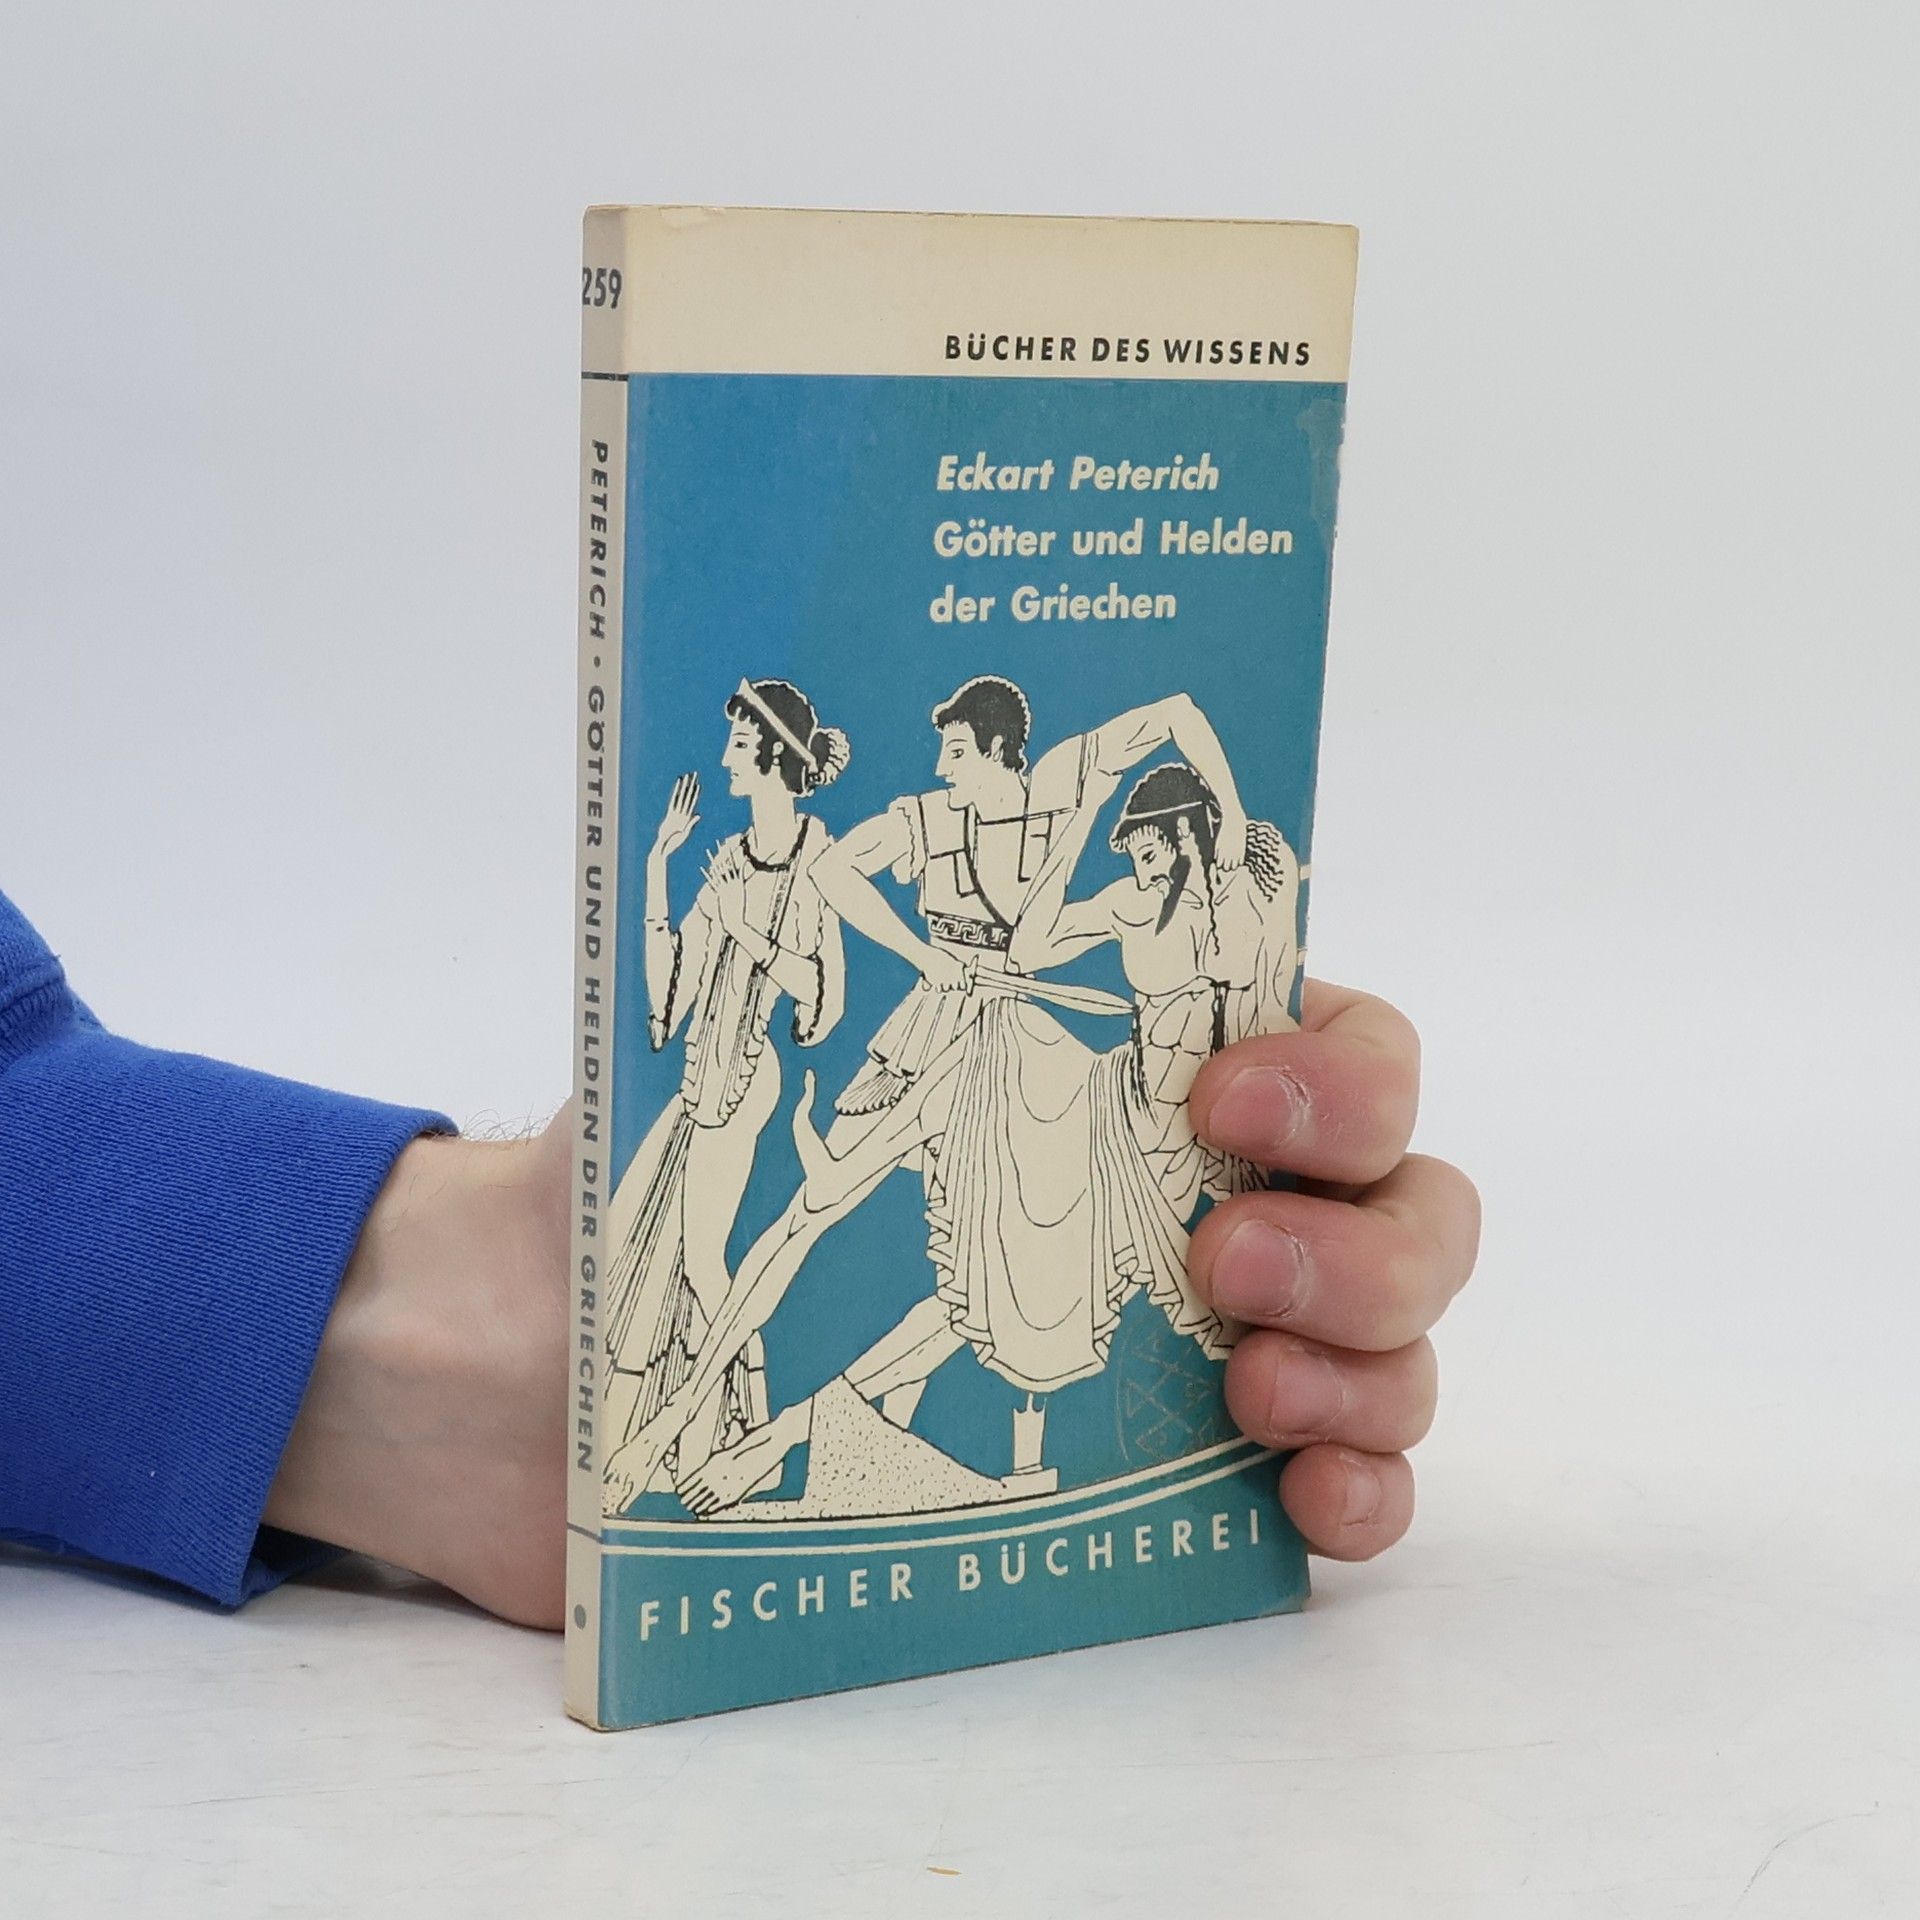 259
PETERICH • GÖTTER UND HELDEN DER GRIECHEN
BÜCHER DES WISSENS
Eckart Peterich
Götter und Helden
der Griechen
FISCHER BÜCHEREI